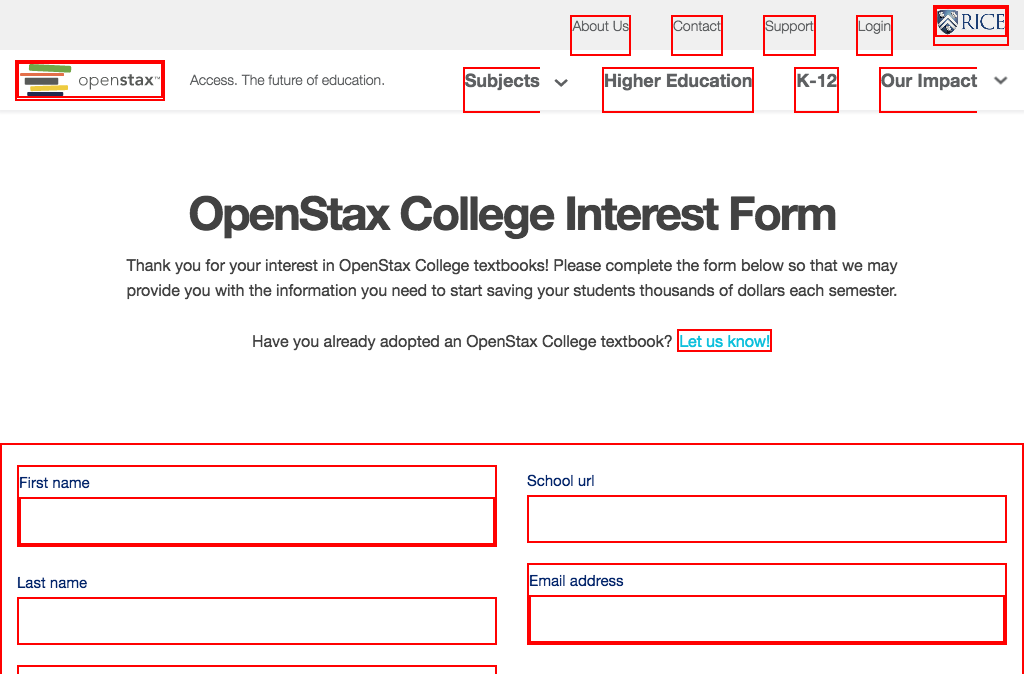 About Us Contact Support Login RICE
openstax™ Access. The future of education. Subjects Higher Education K-12 Our Impact
OpenStax College Interest Form
Thank you for your interest in OpenStax College textbooks! Please complete the form below so that we may
provide you with the information you need to start saving your students thousands of dollars each semester.
Have you already adopted an OpenStax College textbook? Let us know!
First name
School url
Last name
Email address